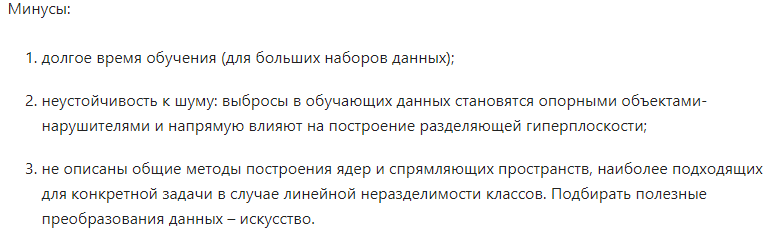 Минусы:
1. долгое время обучения (для больших наборов данных);
2. неустойчивость к шуму: выбросы в обучающих данных становятся опорными объектами-
нарушителями и напрямую влияют на построение разделяющей гиперплоскости;
3. не описаны общие методы построения ядер и спрямляющих пространств, наиболее подходящих
для конкретной задачи в случае линейной неразделимости классов. Подбирать полезные
преобразования данных – искусство.